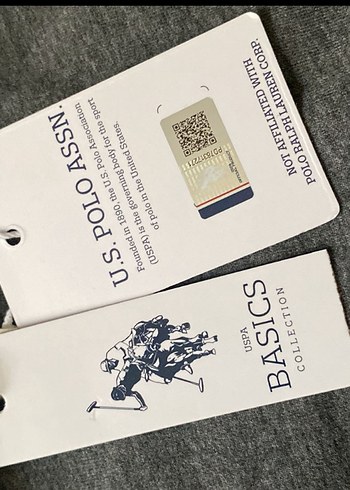 U.S. POLO ASSN.
Founded in 1890, the U.S. Polo Association
(USPA) is the governing body for the sport
of polo in the United States.
NOT AFFILIATED WITH
POLO RALPH LAUREN CORP.
USPA
BASICS
COLLECTION